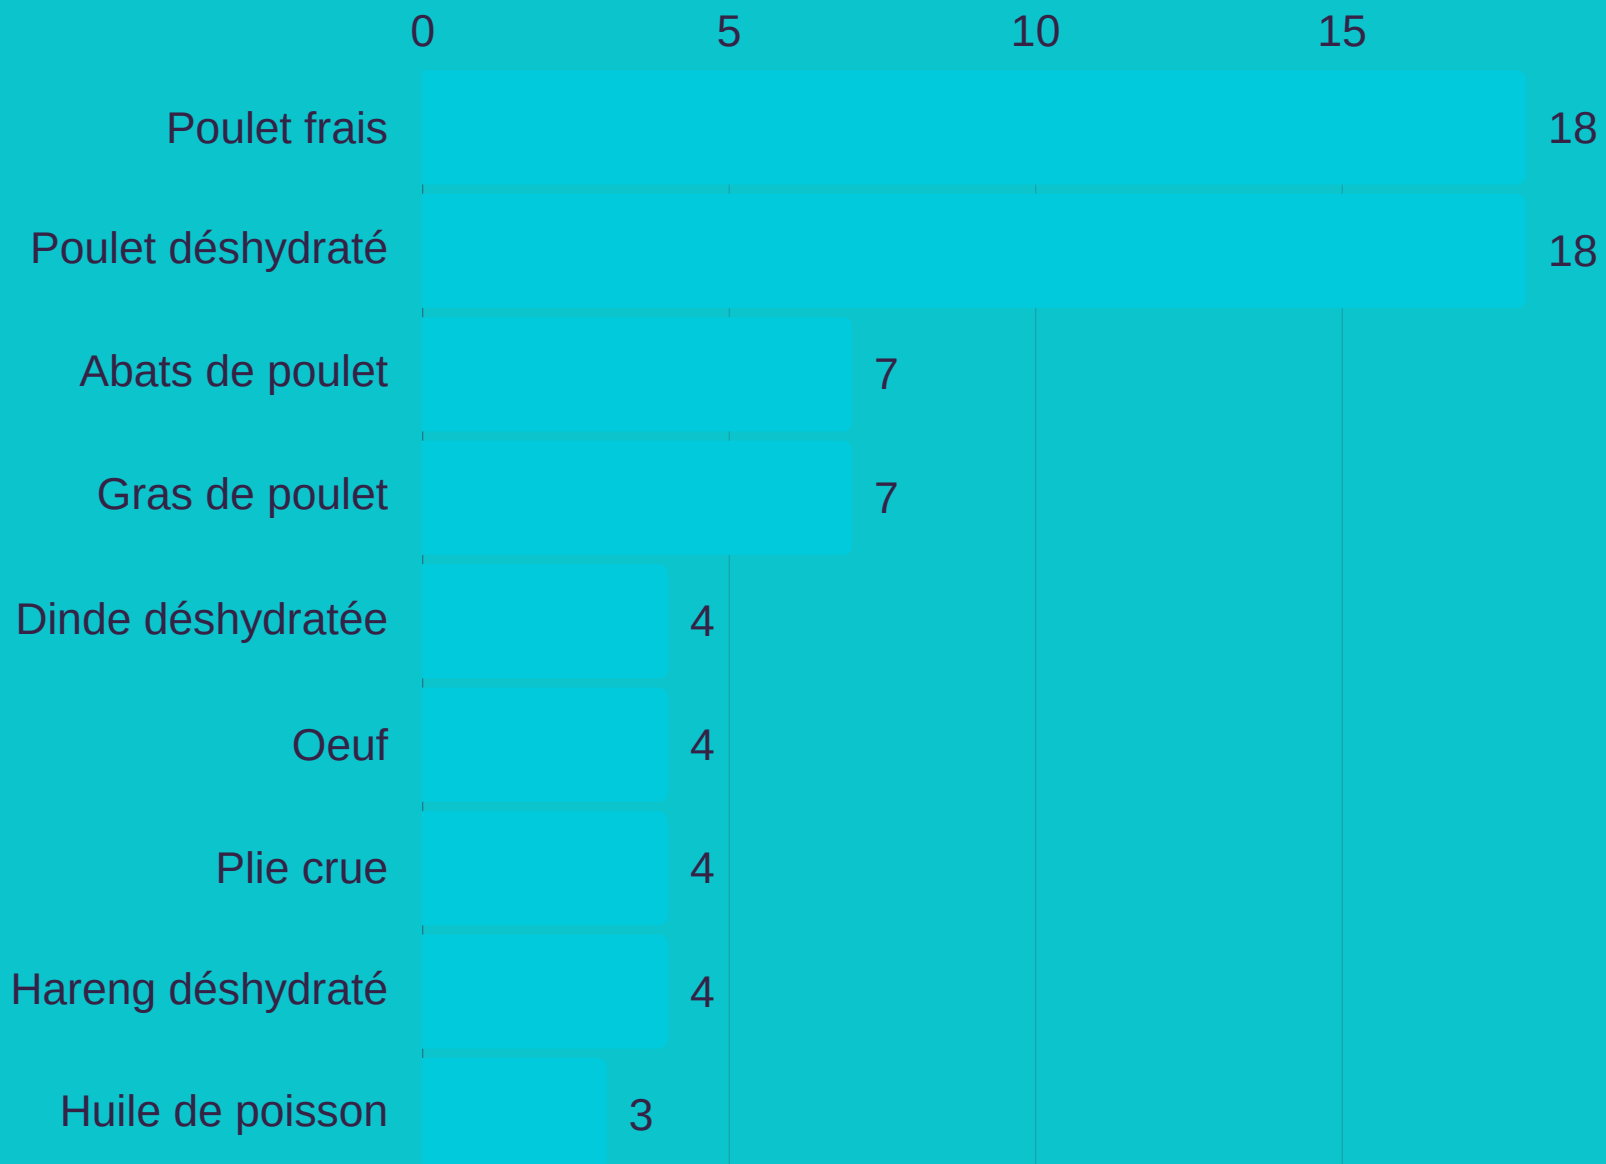 0 5 10 15
Poulet frais 18
Poulet déshydraté 18
Abats de poulet 7
Gras de poulet 7
Dinde déshydratée 4
Oeuf 4
Plie crue 4
Hareng déshydraté 4
Huile de poisson 3